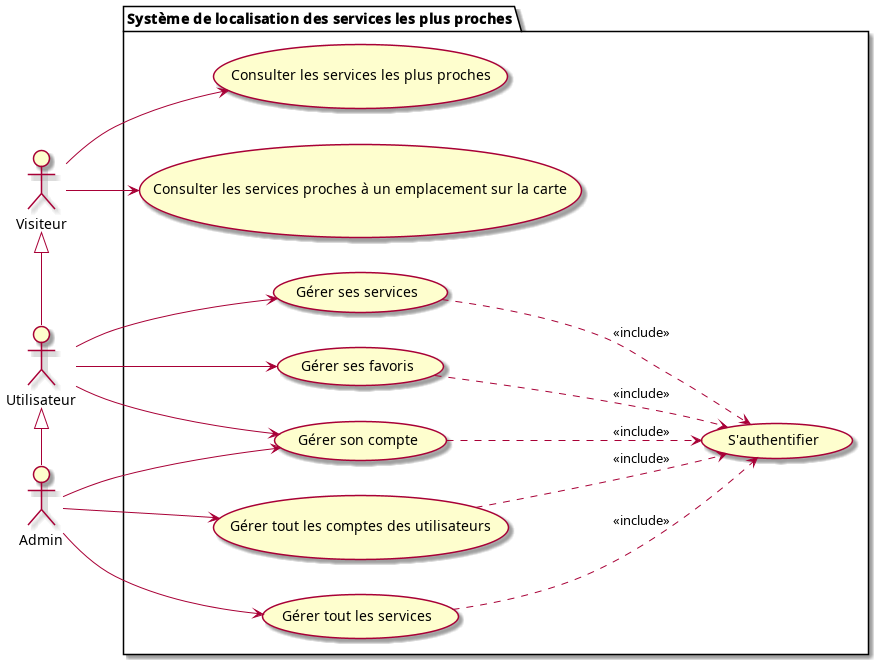 Système de localisation des services les plus proches
Consulter les services les plus proches
Consulter les services proches à un emplacement sur la carte
Visiteur
Gérer ses services
«include»
Utilisateur
Gérer ses favoris
«include»
Gérer son compte
«include»
S'authentifier
«include»
Gérer tout les comptes des utilisateurs
Admin
«include»
Gérer tout les services